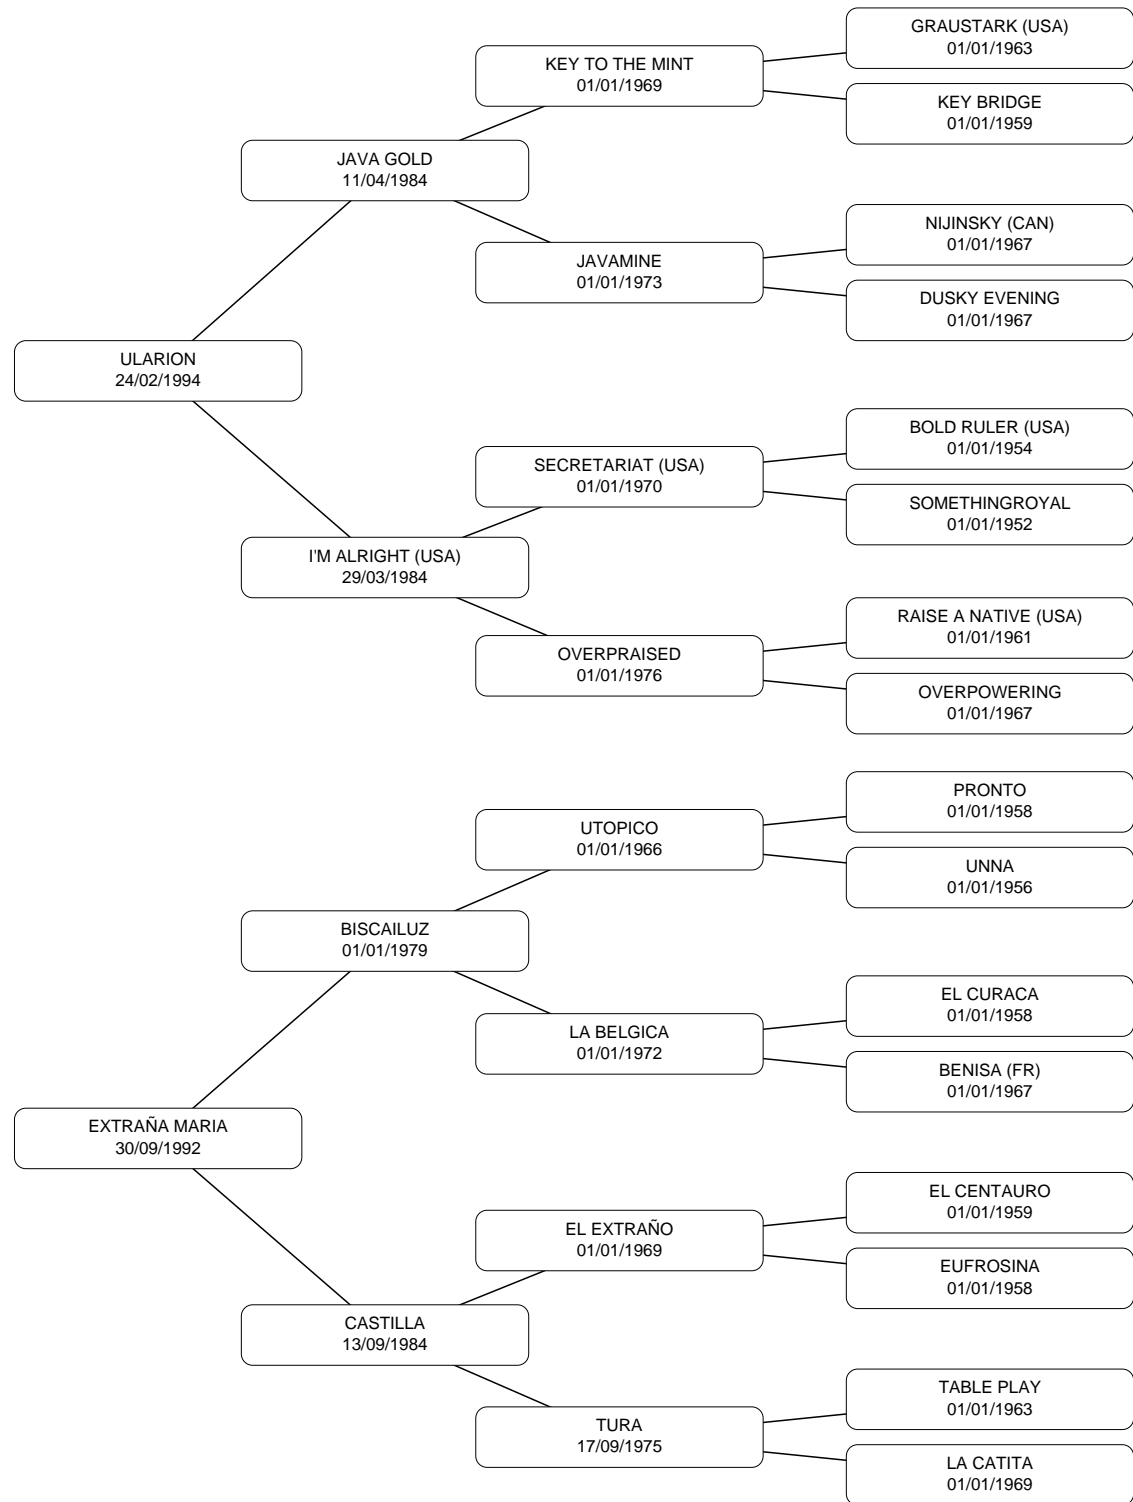 GRAUSTARK (USA)
01/01/1963
KEY TO THE MINT
01/01/1969
KEY BRIDGE
01/01/1959
JAVA GOLD
11/04/1984
NIJINSKY (CAN)
01/01/1967
JAVAMINE
01/01/1973
DUSKY EVENING
01/01/1967
ULARION
24/02/1994
BOLD RULER (USA)
01/01/1954
SECRETARIAT (USA)
01/01/1970
SOMETHINGROYAL
01/01/1952
I'M ALRIGHT (USA)
29/03/1984
RAISE A NATIVE (USA)
01/01/1961
OVERPRAISED
01/01/1976
OVERPOWERING
01/01/1967
PRONTO
01/01/1958
UTOPICO
01/01/1966
UNNA
01/01/1956
BISCAILUZ
01/01/1979
EL CURACA
01/01/1958
LA BELGICA
01/01/1972
BENISA (FR)
01/01/1967
EXTRAÑA MARIA
30/09/1992
EL CENTAURO
01/01/1959
EL EXTRAÑO
01/01/1969
EUFROSINA
01/01/1958
CASTILLA
13/09/1984
TABLE PLAY
01/01/1963
TURA
17/09/1975
LA CATITA
01/01/1969